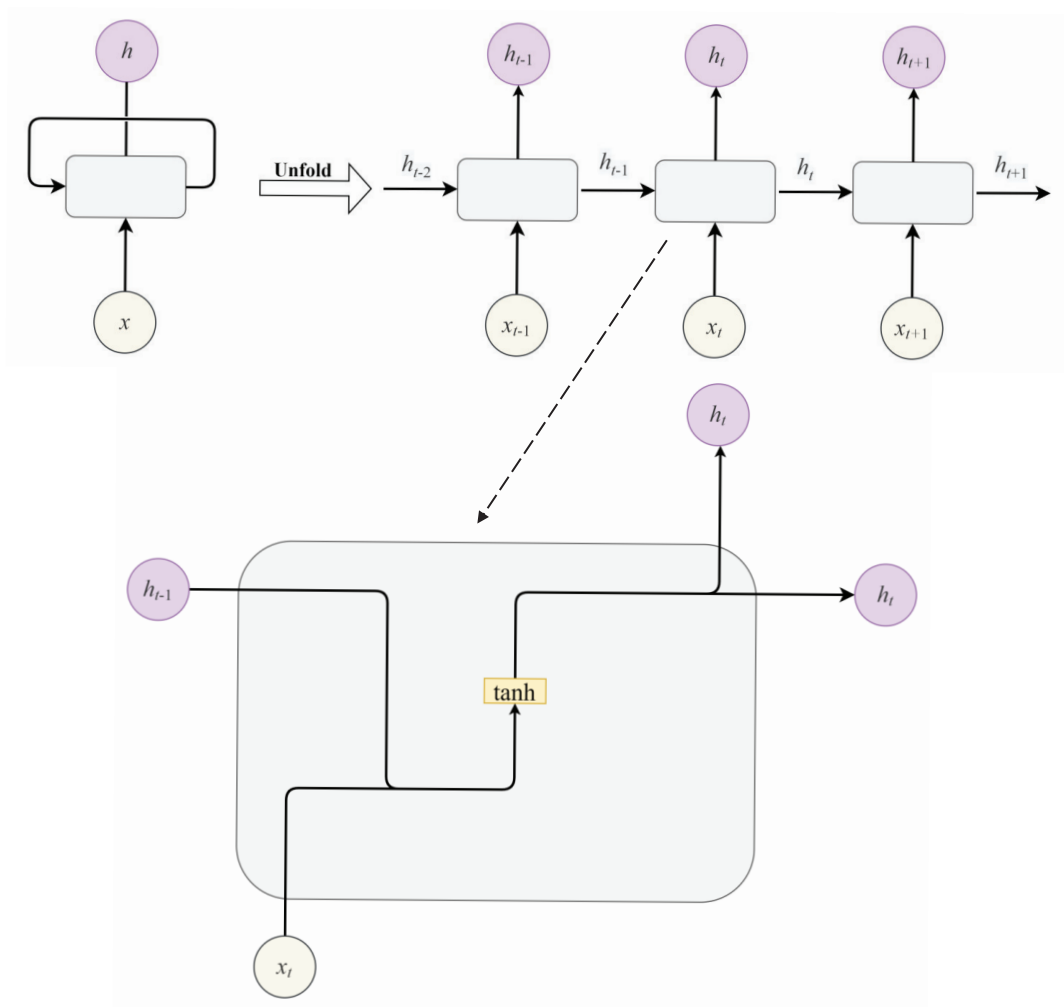 h
h_{t-1}
h_t
h_{t+1}
Unfold
h_{t-2}
h_{t-1}
h_t
h_{t+1}
x
x_{t-1}
x_t
x_{t+1}
h_t
h_{t-1}
h_t
tanh
x_t